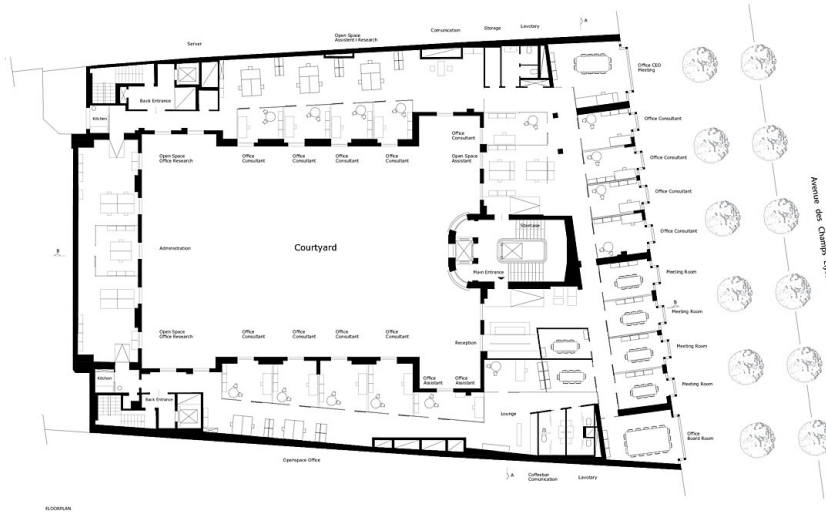 A
Lavotary
Storage
Comunication
Open Space
Assistent I Research
Server
Office CEO
Meeting
Back Entrance
Kitchen
Office Consultant
Office
Consultant
Open Space
Office Research
Office
Consultant
Office
Consultant
Office
Consultant
Office
Consultant
Open Space
Assistant
Office Consultant
Office Consultant
Avenue des Champs
Staircase
Office Consultant
Courtyard
Administration
B
Main Entrance
Meeting Room
B
Meeting Room
Open Space
Office Research
Office
Consultant
Office
Consultant
Office
Consultant
Office
Consultant
Reception
Meeting Room
Kitchen
Office
Assistant
Office
Assistant
Meeting Room
Back Entrance
Lounge
Office
Board Room
Openspace Office
A
Coffeebar
Comunication
Lavotary
FLOORPLAN